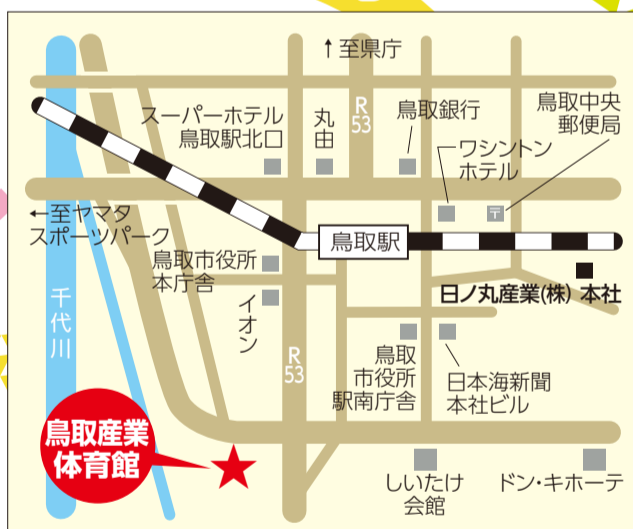 ↑至県庁
スーパーホテル
鳥取駅北口
丸由
R
53
鳥取銀行
鳥取中央
郵便局
ワシントン
ホテル
〒
←至ヤマタ
スポーツパーク
鳥取駅
鳥取市役所
本庁舎
イオン
日ノ丸産業(株) 本社
千代川
R
53
鳥取
市役所
駅南庁舎
日本海新聞
本社ビル
鳥取産業
体育館
しいたけ
会館
ドン・キホーテ